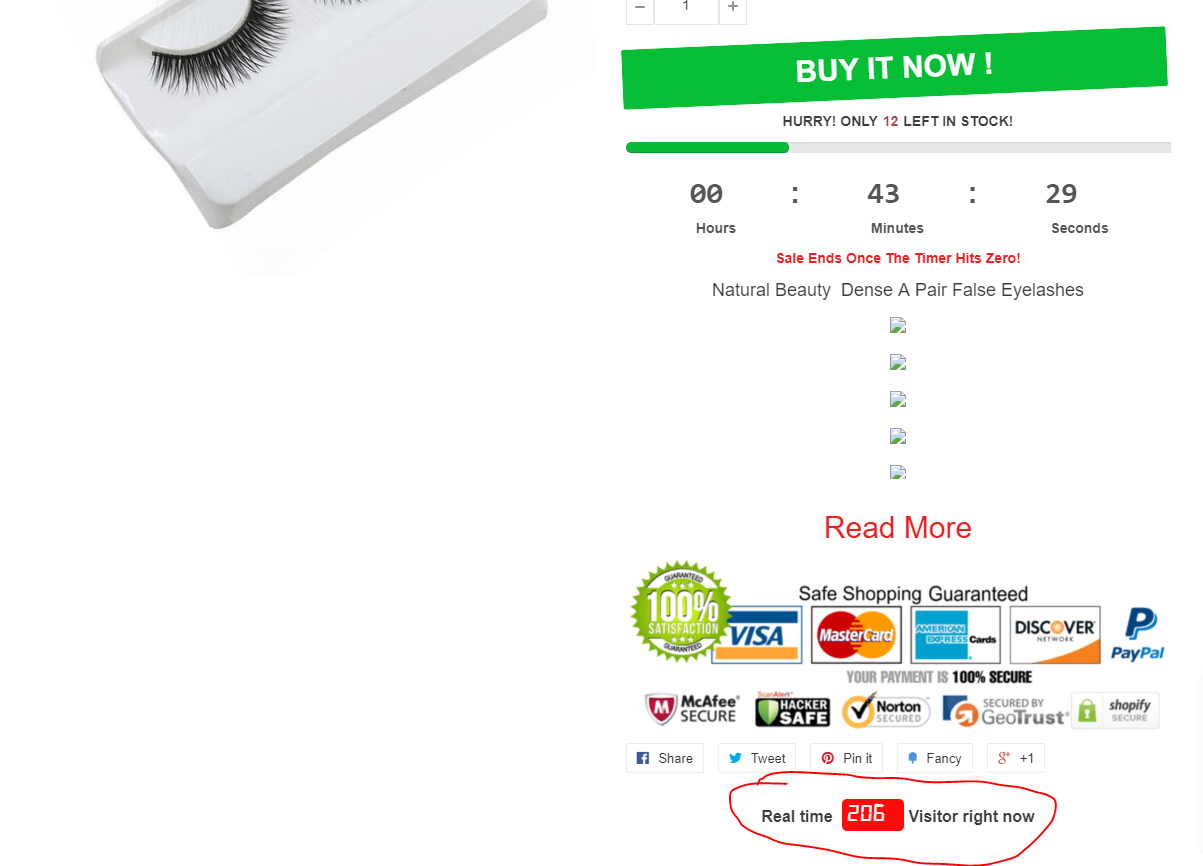 1
BUY IT NOW !
HURRY! ONLY 12 LEFT IN STOCK!
00 : 43 : 29
Hours Minutes Seconds
Sale Ends Once The Timer Hits Zero!
Natural Beauty Dense A Pair False Eyelashes
Read More
GUARANTEED
100%
SATISFACTION
GUARANTEED
Safe Shopping Guaranteed
VISA MasterCard AMERICAN EXPRESS Cards DISCOVER NETWORK PayPal
YOUR PAYMENT IS 100% SECURE
McAfee SECURE
ScanAlert HACKER SAFE
Norton SECURED
SECURED BY GeoTrust
shopify SECURE
Share Tweet Pin it Fancy g+ +1
Real time 206 Visitor right now